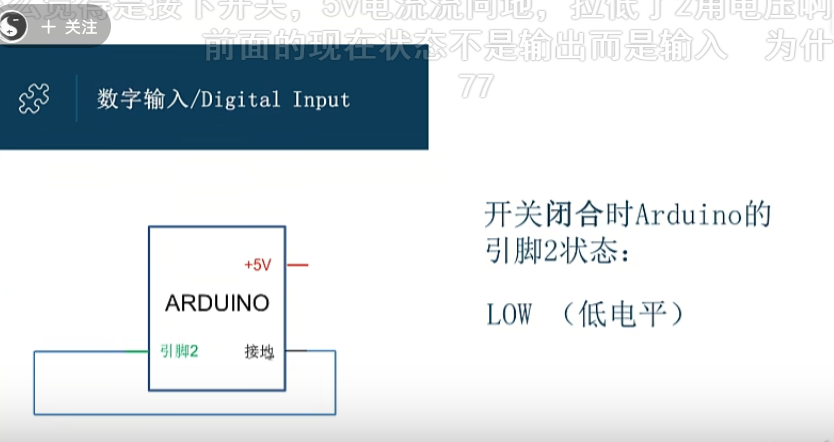 是接下开关，5V电流流向地，拉低了2角电压啊
＋ 关注
前面的现在状态不是输出而是输入 为什
77
数字输入/Digital Input
开关闭合时Arduino的
引脚2状态：
LOW （低电平）
+5V
ARDUINO
引脚2 接地